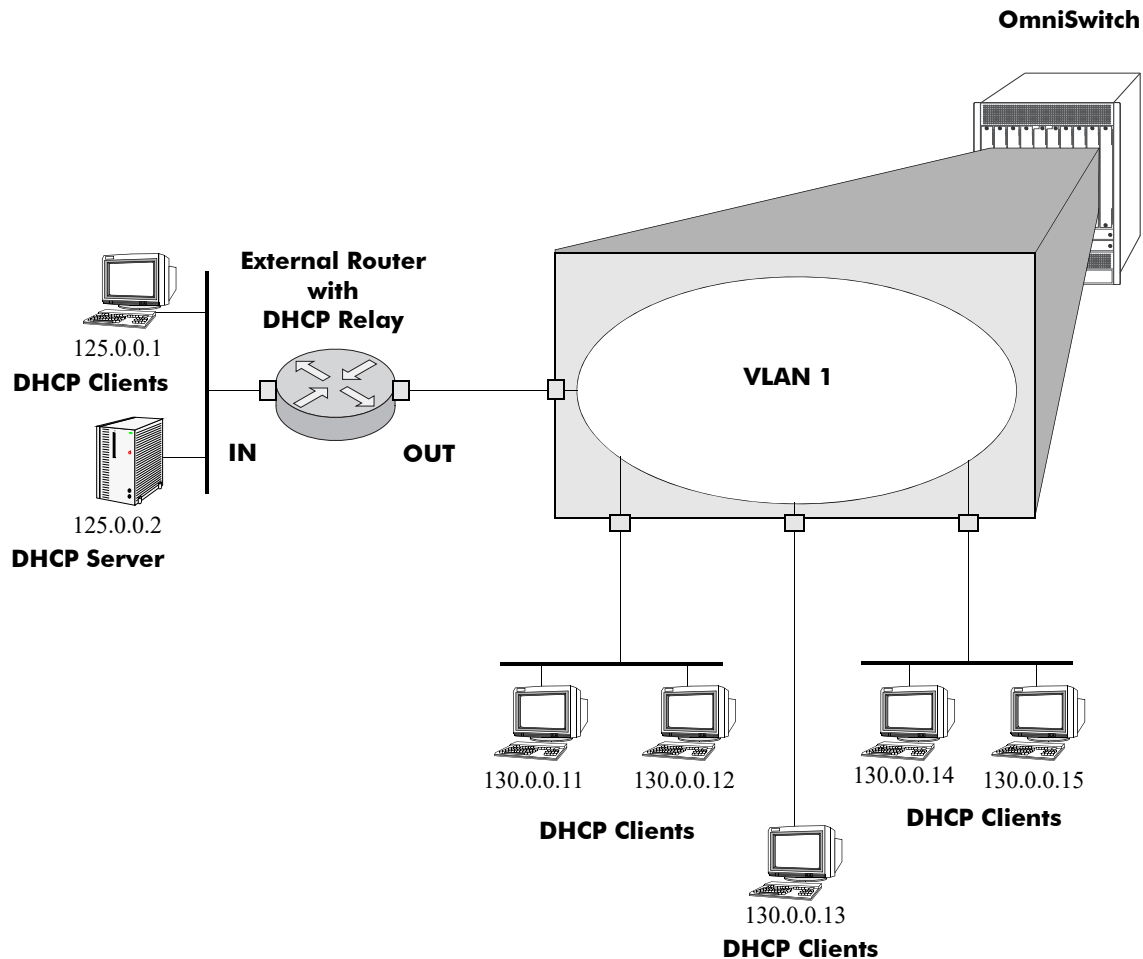 OmniSwitch
External Router
with
DHCP Relay
125.0.0.1
DHCP Clients
IN
OUT
125.0.0.2
DHCP Server
VLAN 1
130.0.0.11
130.0.0.12
DHCP Clients
130.0.0.14
130.0.0.15
DHCP Clients
130.0.0.13
DHCP Clients